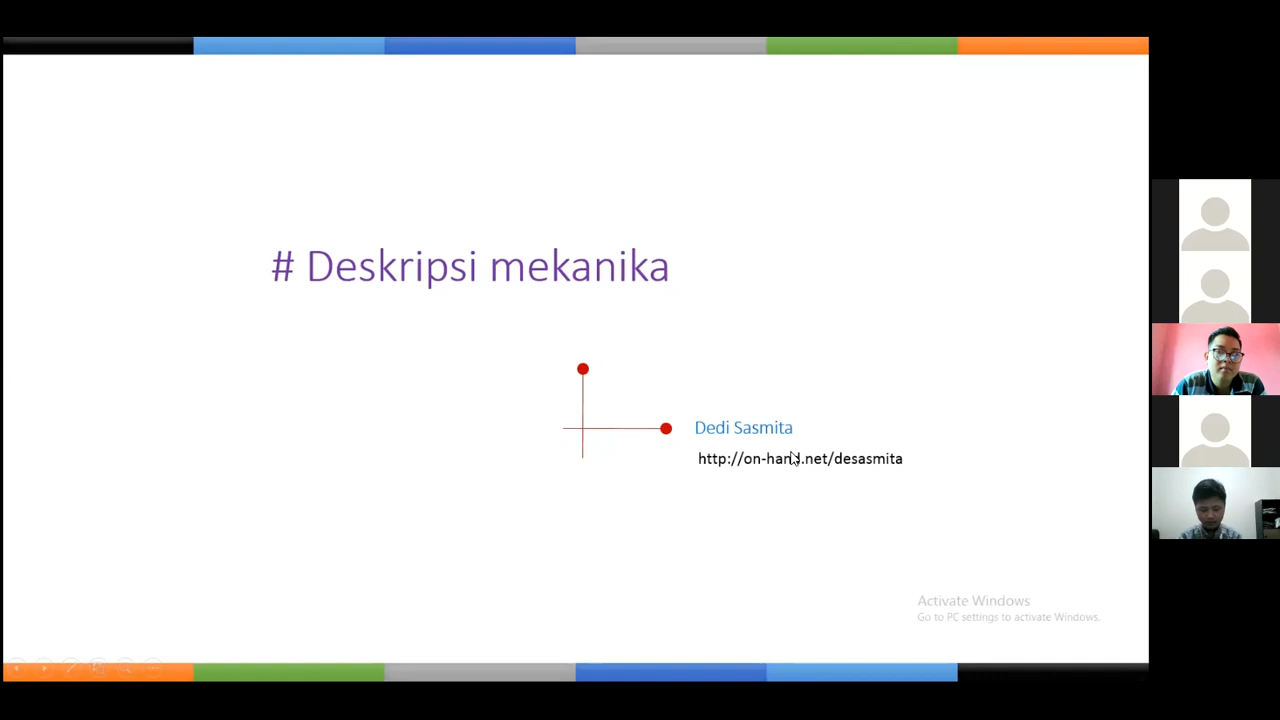 # Deskripsi mekanika
Dedi Sasmita
http://on-hand.net/desasmita
Activate Windows
Go to PC settings to activate Windows.